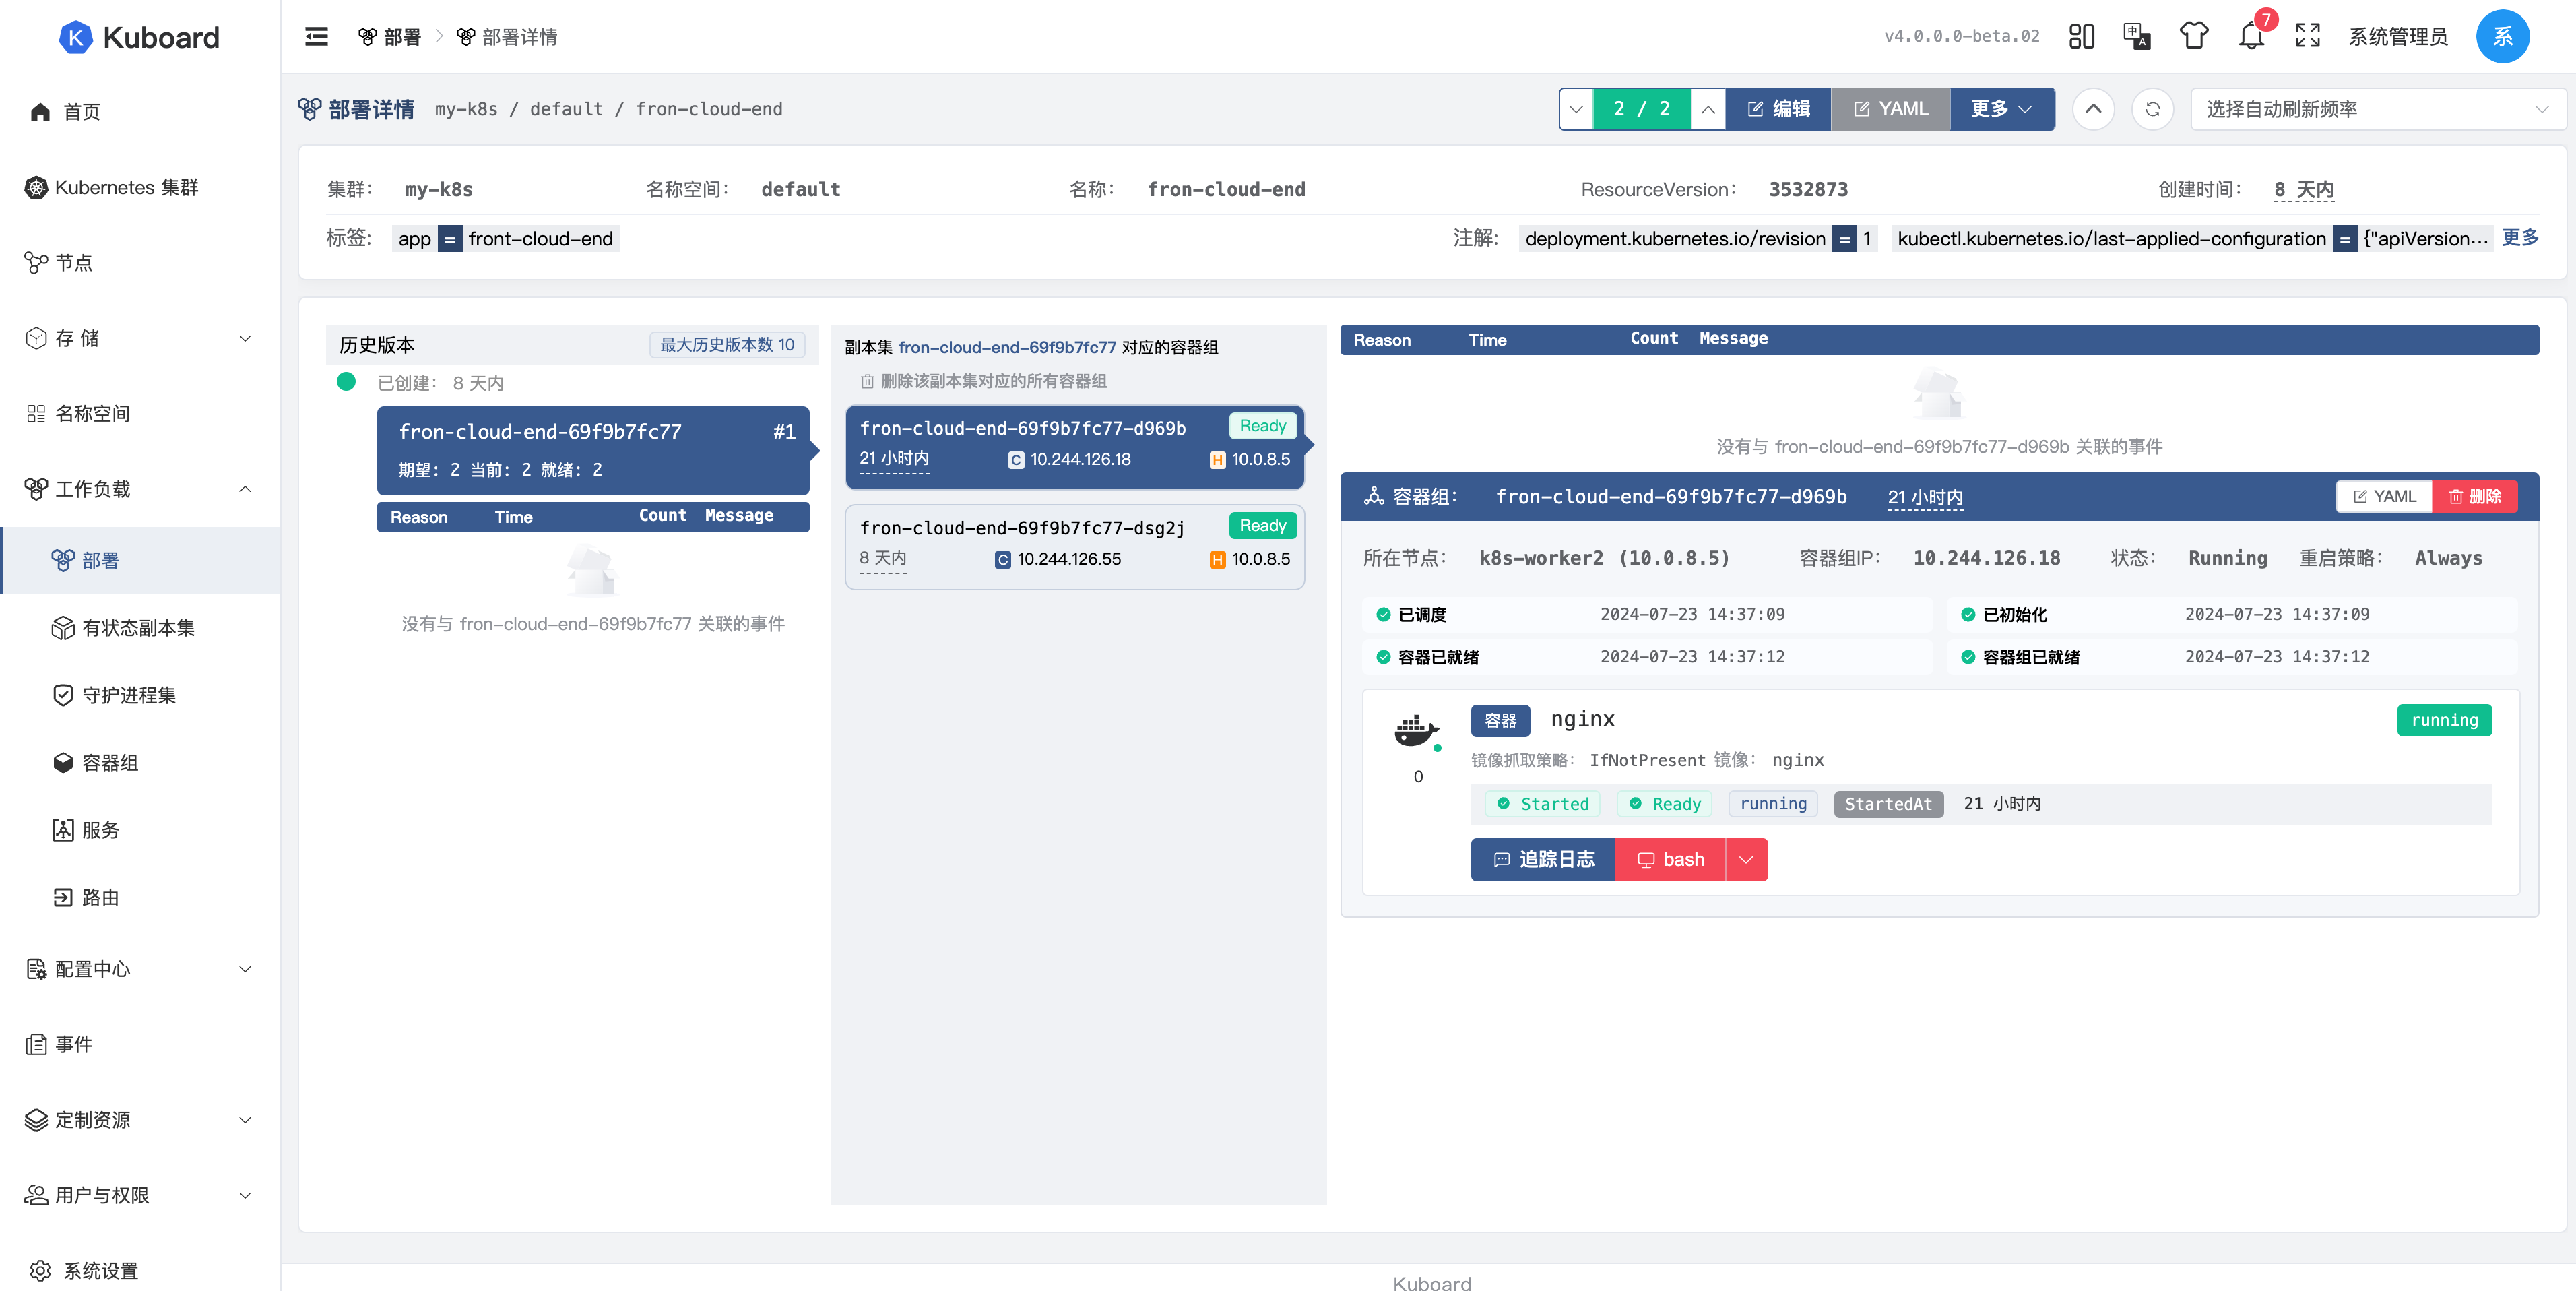 Kuboard
部署 > 部署详情
v4.0.0.0-beta.02
7
系统管理员
系
首页
Kubernetes 集群
节点
存 储
名称空间
工作负载
部署
有状态副本集
守护进程集
容器组
服务
路由
配置中心
事件
定制资源
用户与权限
系统设置
部署详情 my-k8s / default / fron-cloud-end
2 / 2
编辑
YAML
更多
选择自动刷新频率
集群: my-k8s 名称空间: default 名称: fron-cloud-end ResourceVersion: 3532873 创建时间: 8 天内
标签: app = front-cloud-end 注解: deployment.kubernetes.io/revision = 1 kubectl.kubernetes.io/last-applied-configuration = {"apiVersion... 更多
历史版本 最大历史版本数 10
已创建: 8 天内
fron-cloud-end-69f9b7fc77 #1
期望: 2 当前: 2 就绪: 2
Reason Time Count Message
没有与 fron-cloud-end-69f9b7fc77 关联的事件
副本集 fron-cloud-end-69f9b7fc77 对应的容器组
删除该副本集对应的所有容器组
fron-cloud-end-69f9b7fc77-d969b Ready
21 小时内 C 10.244.126.18 H 10.0.8.5
fron-cloud-end-69f9b7fc77-dsg2j Ready
8 天内 C 10.244.126.55 H 10.0.8.5
Reason Time Count Message
没有与 fron-cloud-end-69f9b7fc77-d969b 关联的事件
容器组: fron-cloud-end-69f9b7fc77-d969b 21 小时内 YAML 删除
所在节点: k8s-worker2 (10.0.8.5) 容器组IP: 10.244.126.18 状态: Running 重启策略: Always
已调度 2024-07-23 14:37:09 已初始化 2024-07-23 14:37:09
容器已就绪 2024-07-23 14:37:12 容器组已就绪 2024-07-23 14:37:12
容器 nginx running
镜像抓取策略: IfNotPresent 镜像: nginx
0
Started Ready running StartedAt 21 小时内
追踪日志 bash
Kuboard